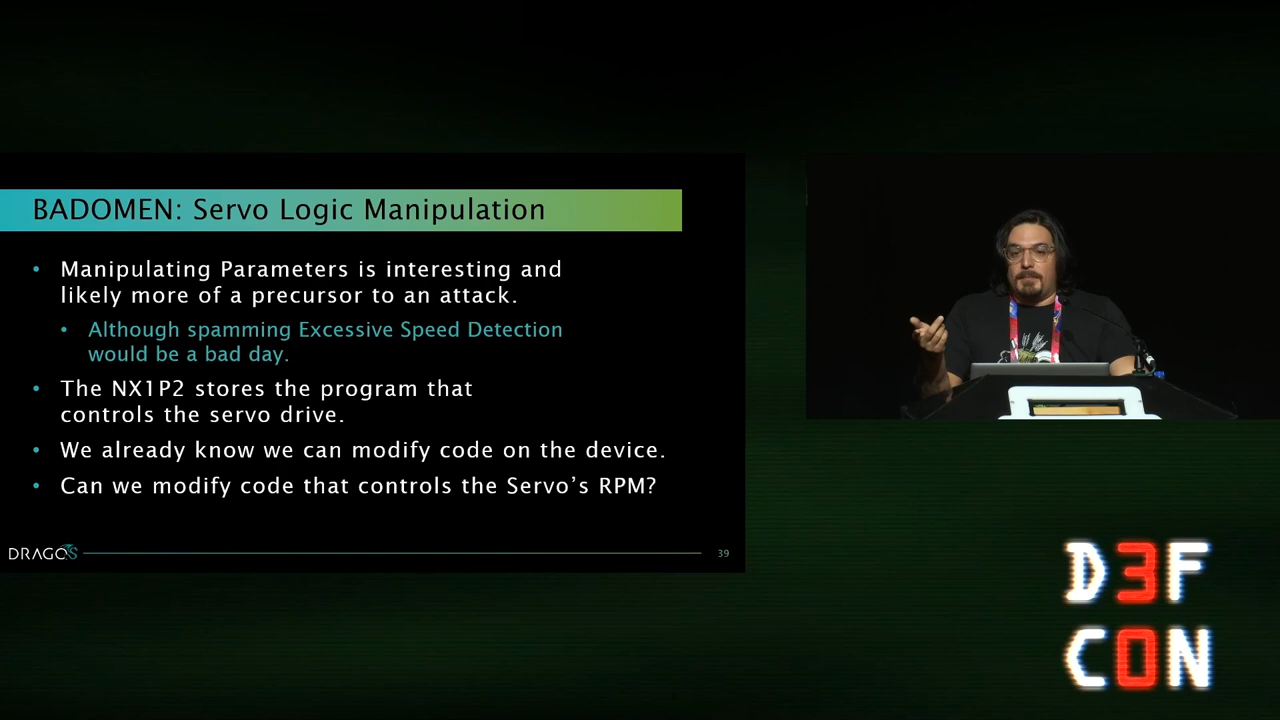 BADOMEN: Servo Logic Manipulation
• Manipulating Parameters is interesting and
likely more of a precursor to an attack.
• Although spamming Excessive Speed Detection
would be a bad day.
• The NX1P2 stores the program that
controls the servo drive.
• We already know we can modify code on the device.
• Can we modify code that controls the Servo's RPM?
DRAGOS
39
D3F
C0N